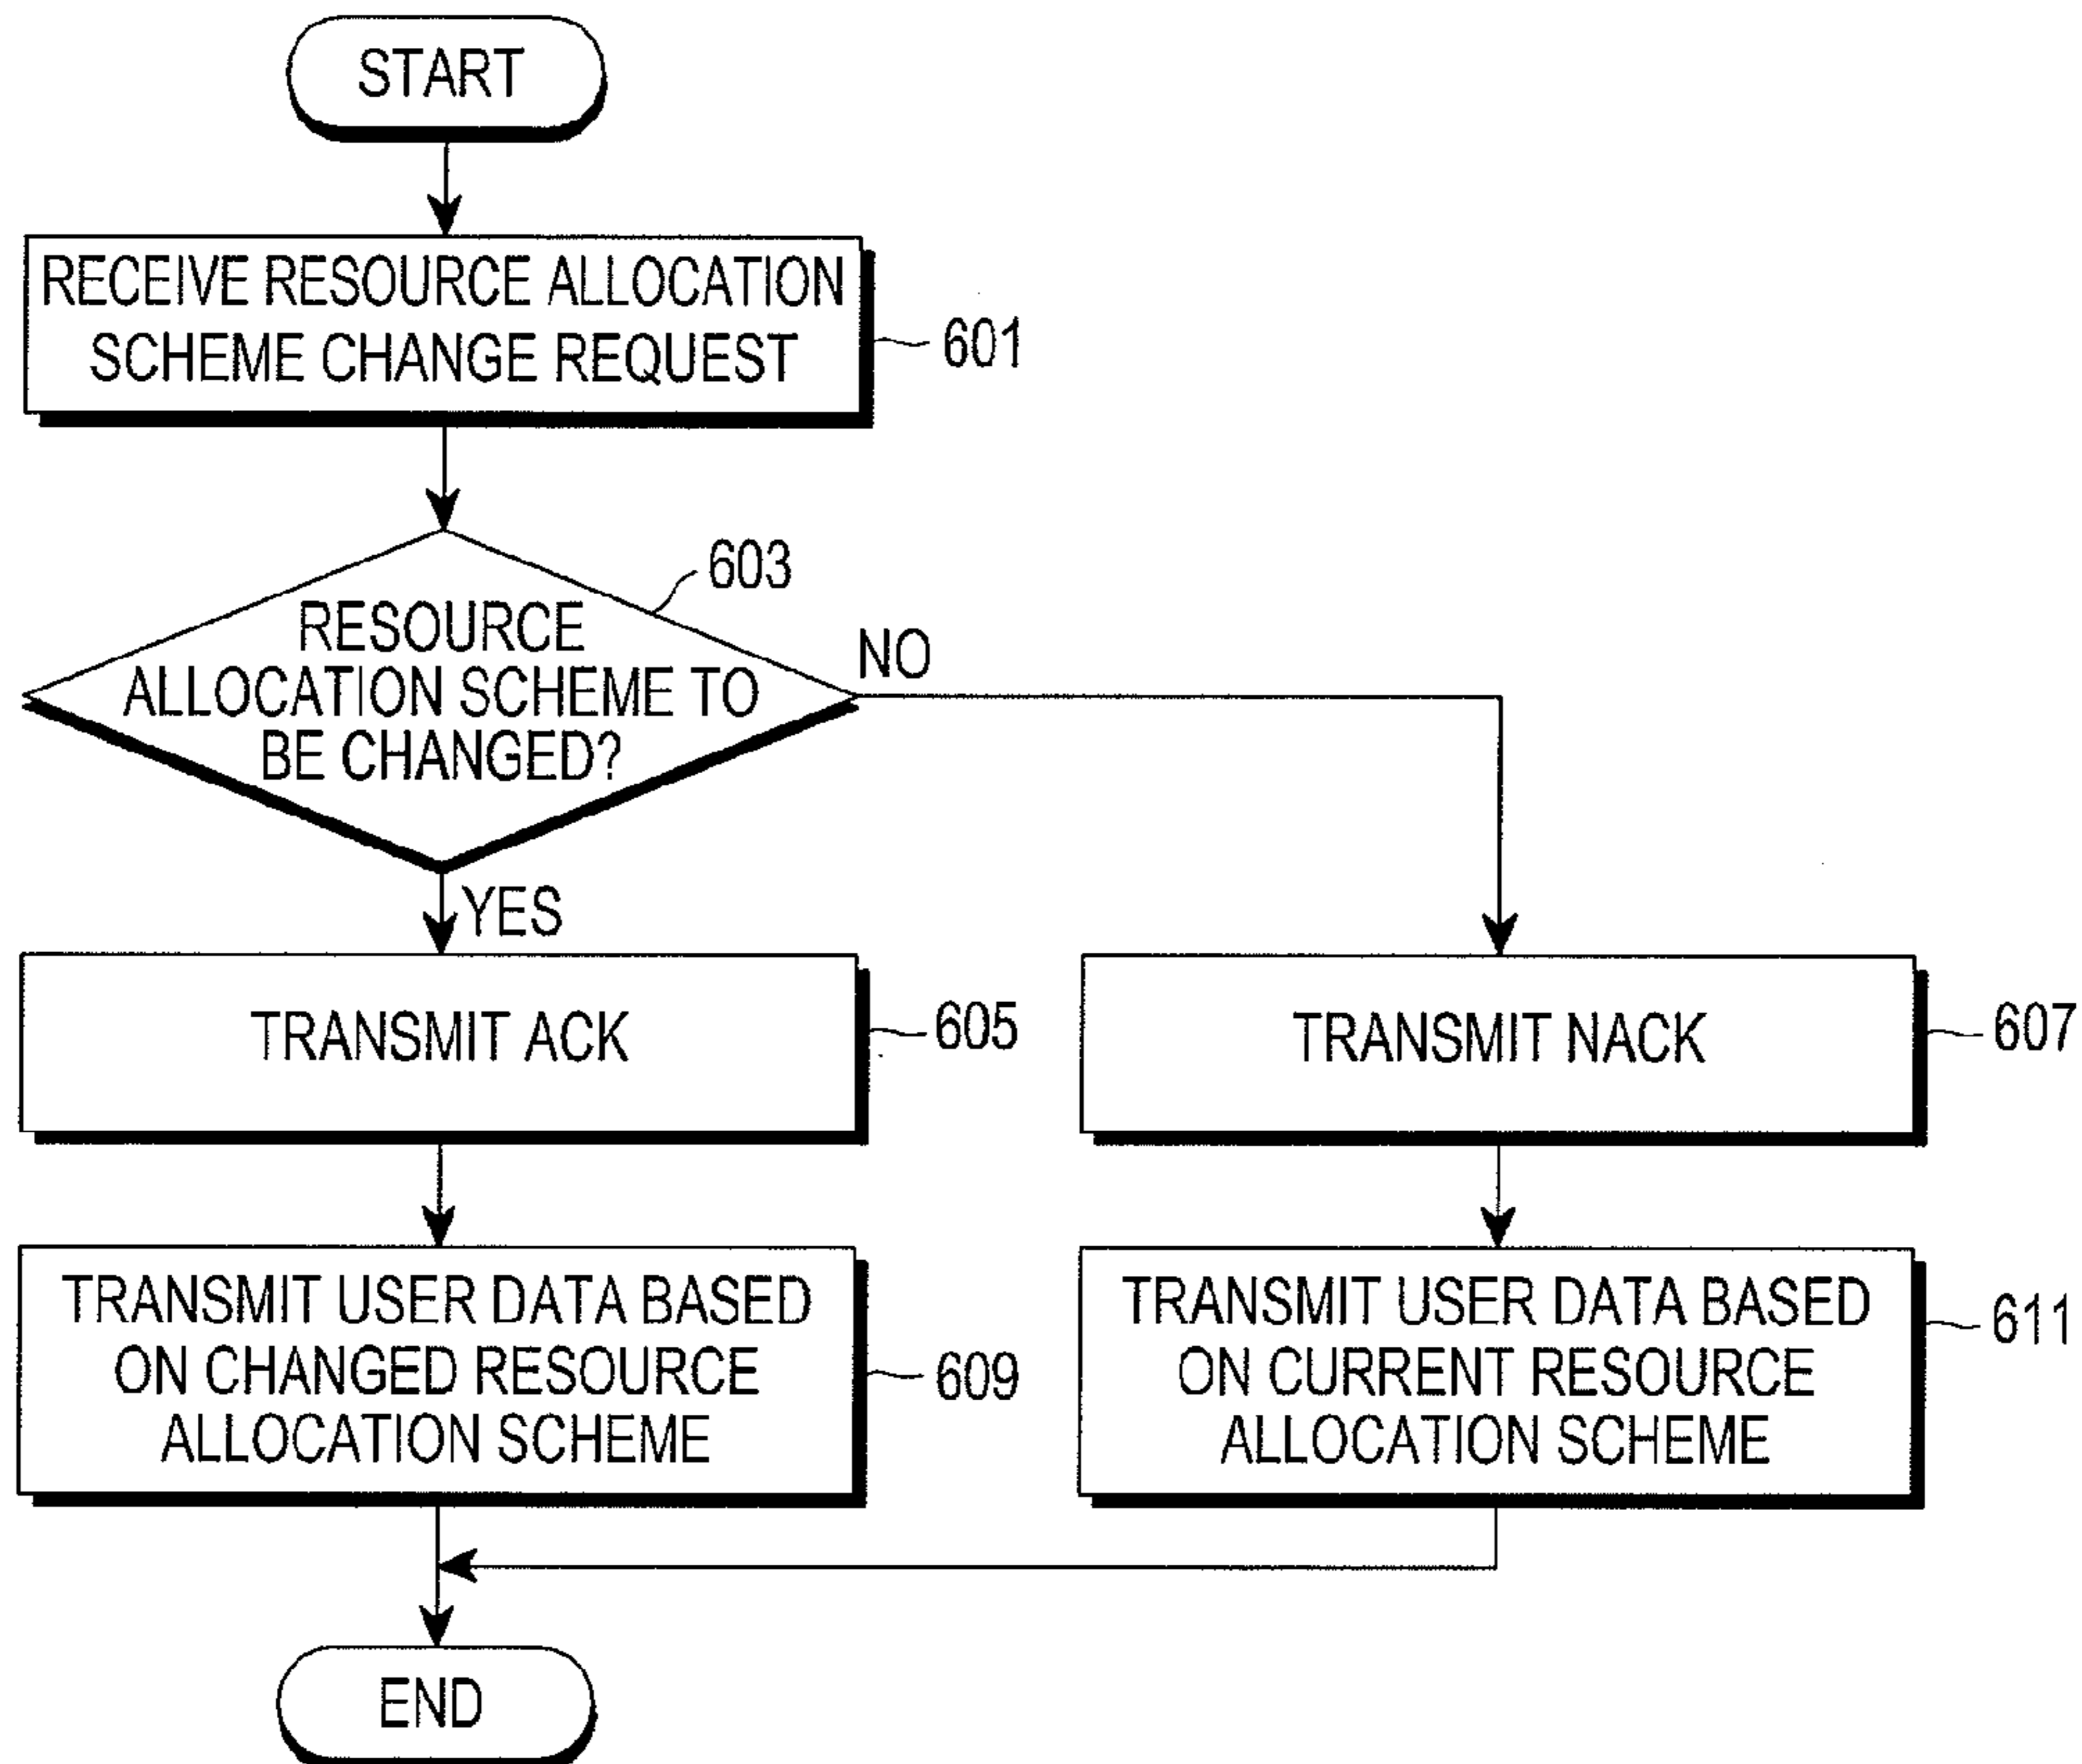 START
RECEIVE RESOURCE ALLOCATION
SCHEME CHANGE REQUEST
601
603
RESOURCE
ALLOCATION SCHEME TO
BE CHANGED?
NO
YES
TRANSMIT ACK
605
TRANSMIT NACK
607
TRANSMIT USER DATA BASED
ON CHANGED RESOURCE
ALLOCATION SCHEME
609
TRANSMIT USER DATA BASED
ON CURRENT RESOURCE
ALLOCATION SCHEME
611
END